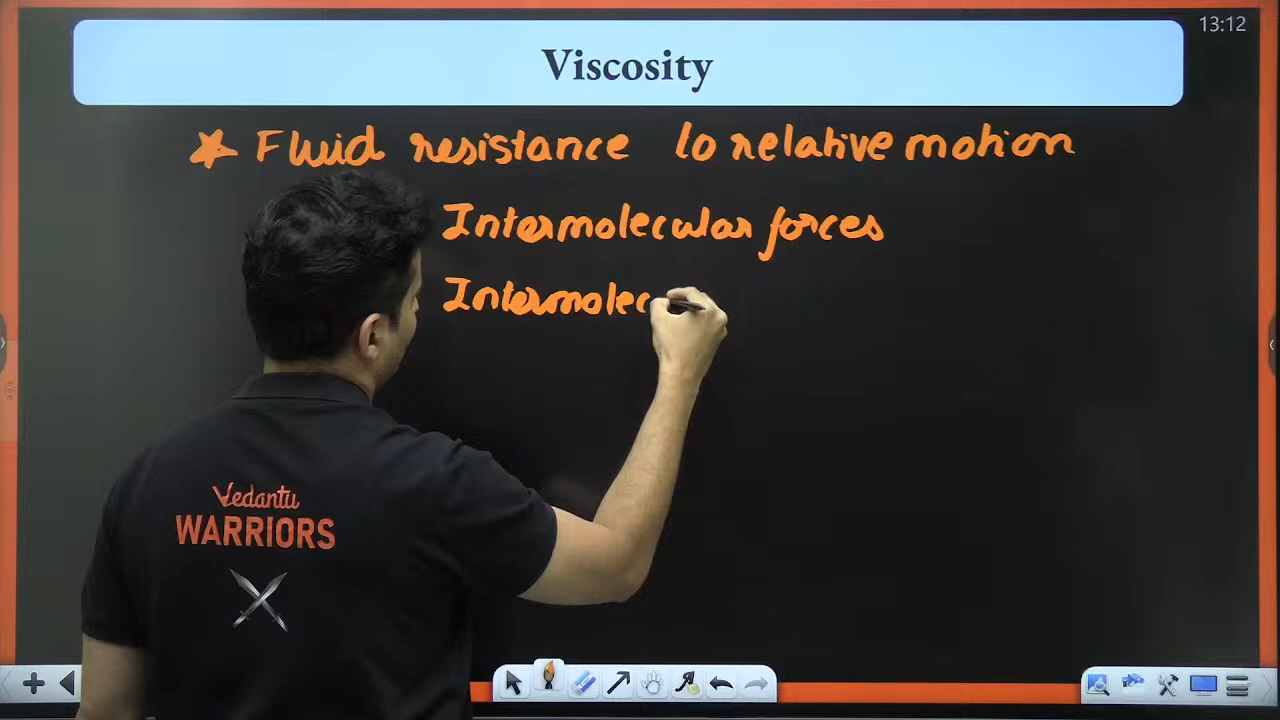 13:12
Viscosity
Fluid resistance to relative motion
Intermolecular forces
Intermolec
Vedantu
WARRIORS